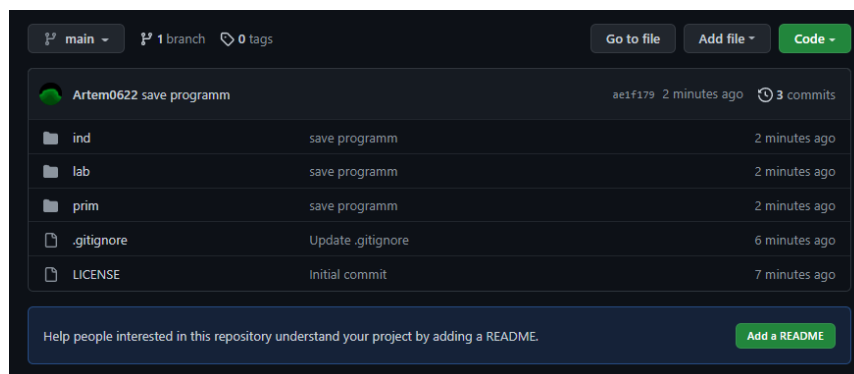 main 1 branch 0 tags Go to file Add file Code
Artem0622 save programm ae1f179 2 minutes ago 3 commits
ind save programm 2 minutes ago
lab save programm 2 minutes ago
prim save programm 2 minutes ago
.gitignore Update .gitignore 6 minutes ago
LICENSE Initial commit 7 minutes ago
Help people interested in this repository understand your project by adding a README. Add a README